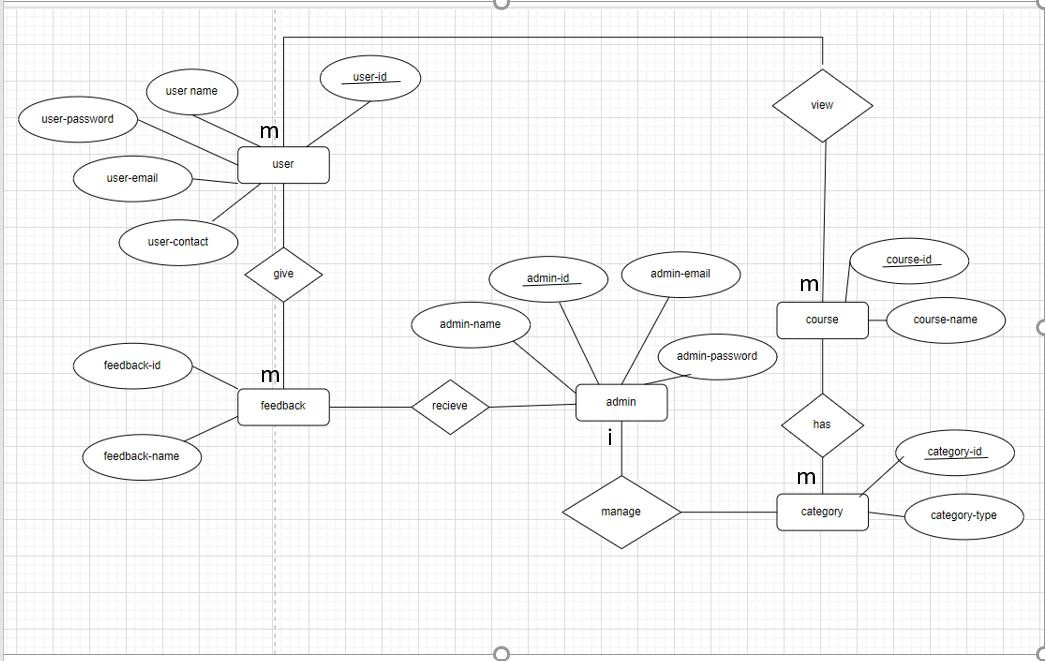 user-id
user name
view
user-password
m
user
user-email
user-contact
give
course-id
admin-email
admin-id
m
course
course-name
admin-name
admin-password
feedback-id
m
feedback
recieve
admin
has
i
category-id
feedback-name
m
manage
category
category-type